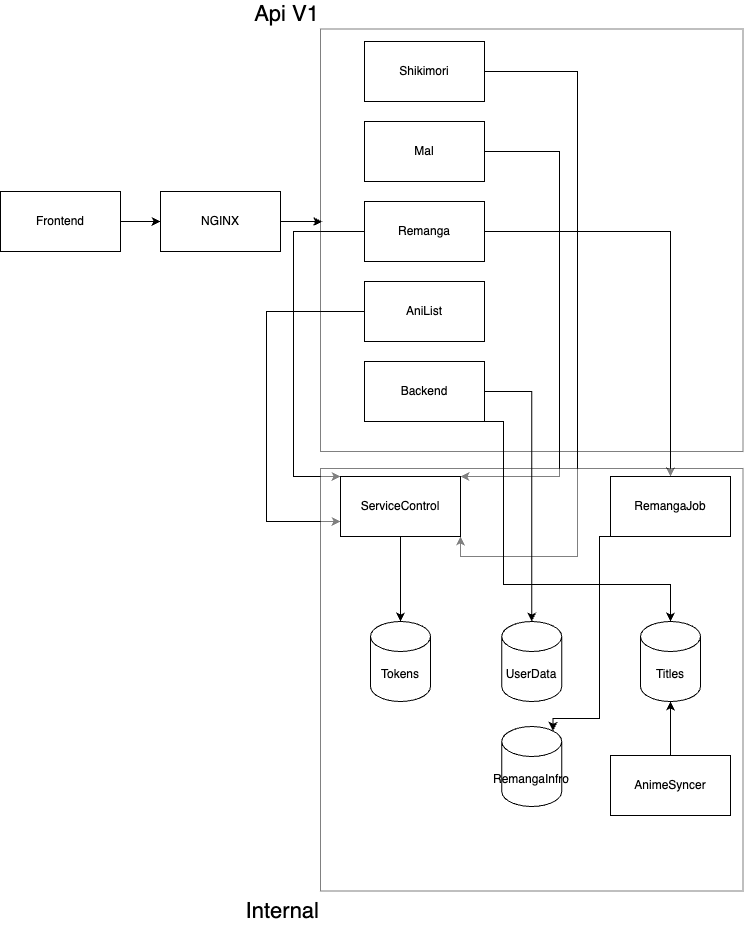 Api V1
Shikimori
Mal
Frontend
NGINX
Remanga
AniList
Backend
ServiceControl
RemangaJob
Tokens
UserData
Titles
RemangaInfro
AnimeSyncer
Internal